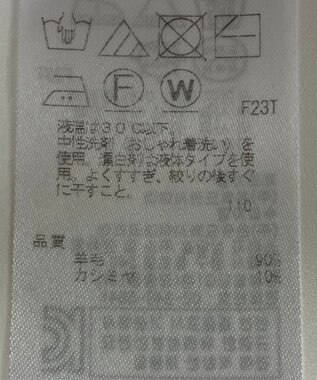 F
W
F23T
液温は30℃以下。
中性洗剤（おしゃれ着洗い）を
使用。漂白剤は液体タイプを使
用。よくすすぎ、絞りの後すぐ
に干すこと。
110
品質
羊毛 90%
カシミヤ 10%